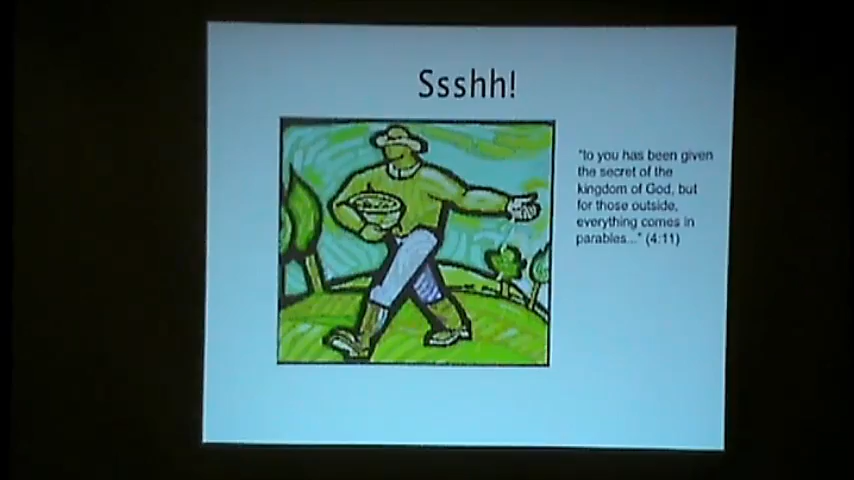 Ssshh!
"to you has been given
the secret of the
kingdom of God, but
for those outside,
everything comes in
parables..." (4:11)